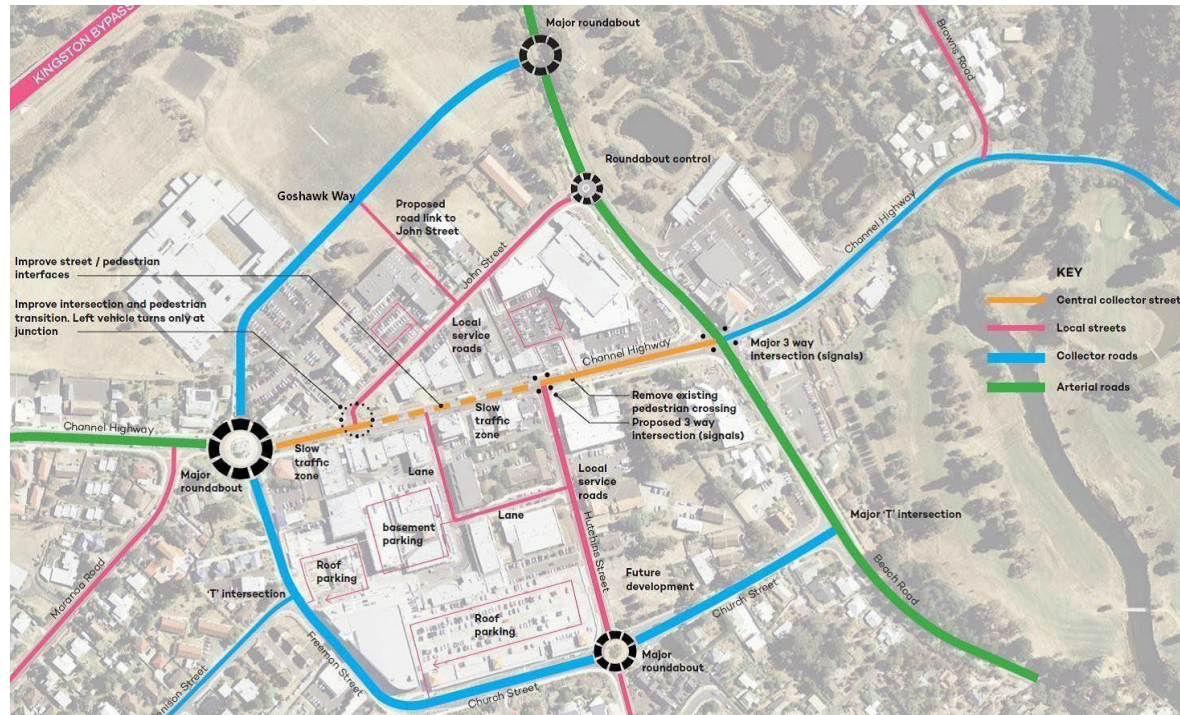 KINGSTON BYPASS
Major roundabout
Browns Road
Roundabout control
Goshawk Way
Proposed
road link to
John Street
John Street
Channel Highway
Improve street / pedestrian
interfaces
Improve intersection and pedestrian
transition. Left vehicle turns only at
junction
Local
service
roads
Channel Highway
Major 3 way
intersection (signals)
KEY
Central collector street
Local streets
Collector roads
Arterial roads
Remove existing
pedestrian crossing
Proposed 3 way
intersection (signals)
Slow
traffic
zone
Channel Highway
Slow
traffic
zone
Major
roundabout
Lane
Local
service
roads
Lane
basement
parking
Hutchins Street
Major ‘T’ intersection
Roof
parking
Maranoa Road
‘T’ intersection
Future
development
Beach Road
Church Street
Roof
parking
Freeman Street
Major
roundabout
Church Street
Street